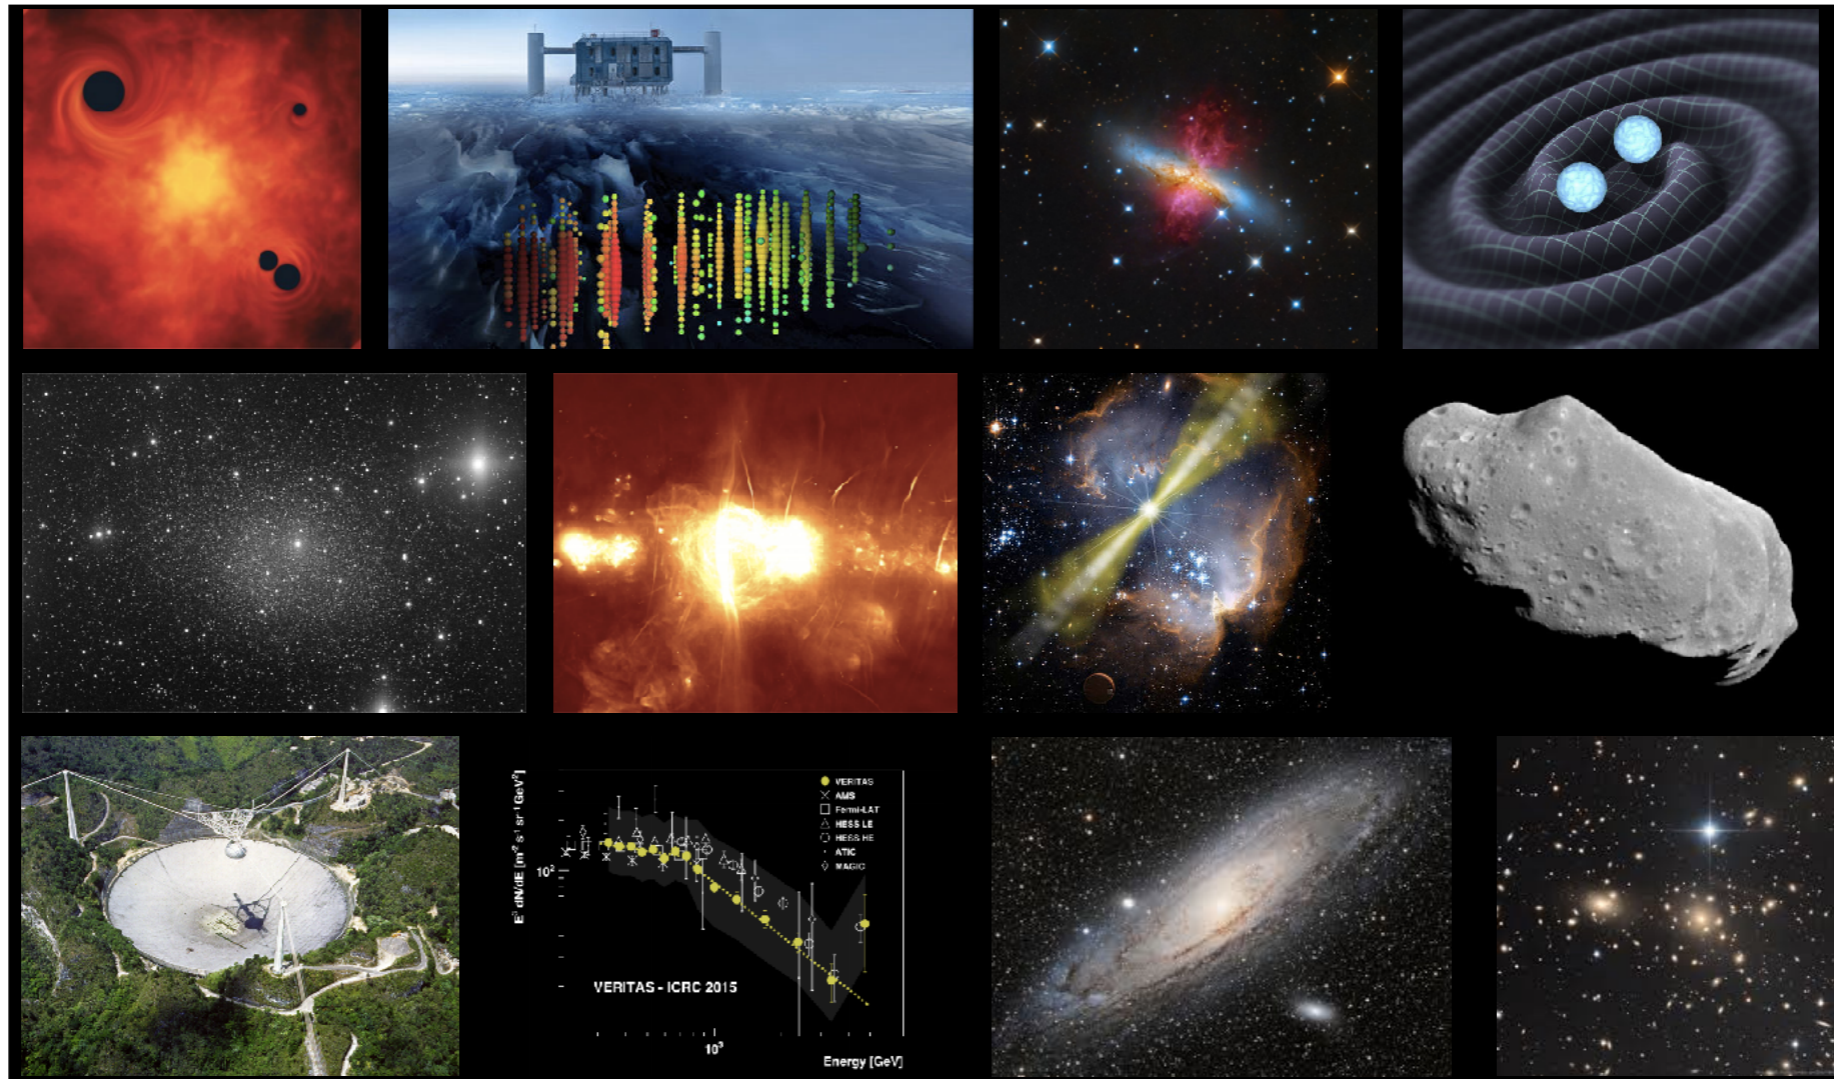 VERITAS
AMS
Fermi-LAT
HESS LE
HESS HE
ATIC
MAGIC
E³ dN/dE [m⁻² s⁻¹ sr⁻¹ GeV²]
10²
VERITAS - ICRC 2015
10³
Energy [GeV]